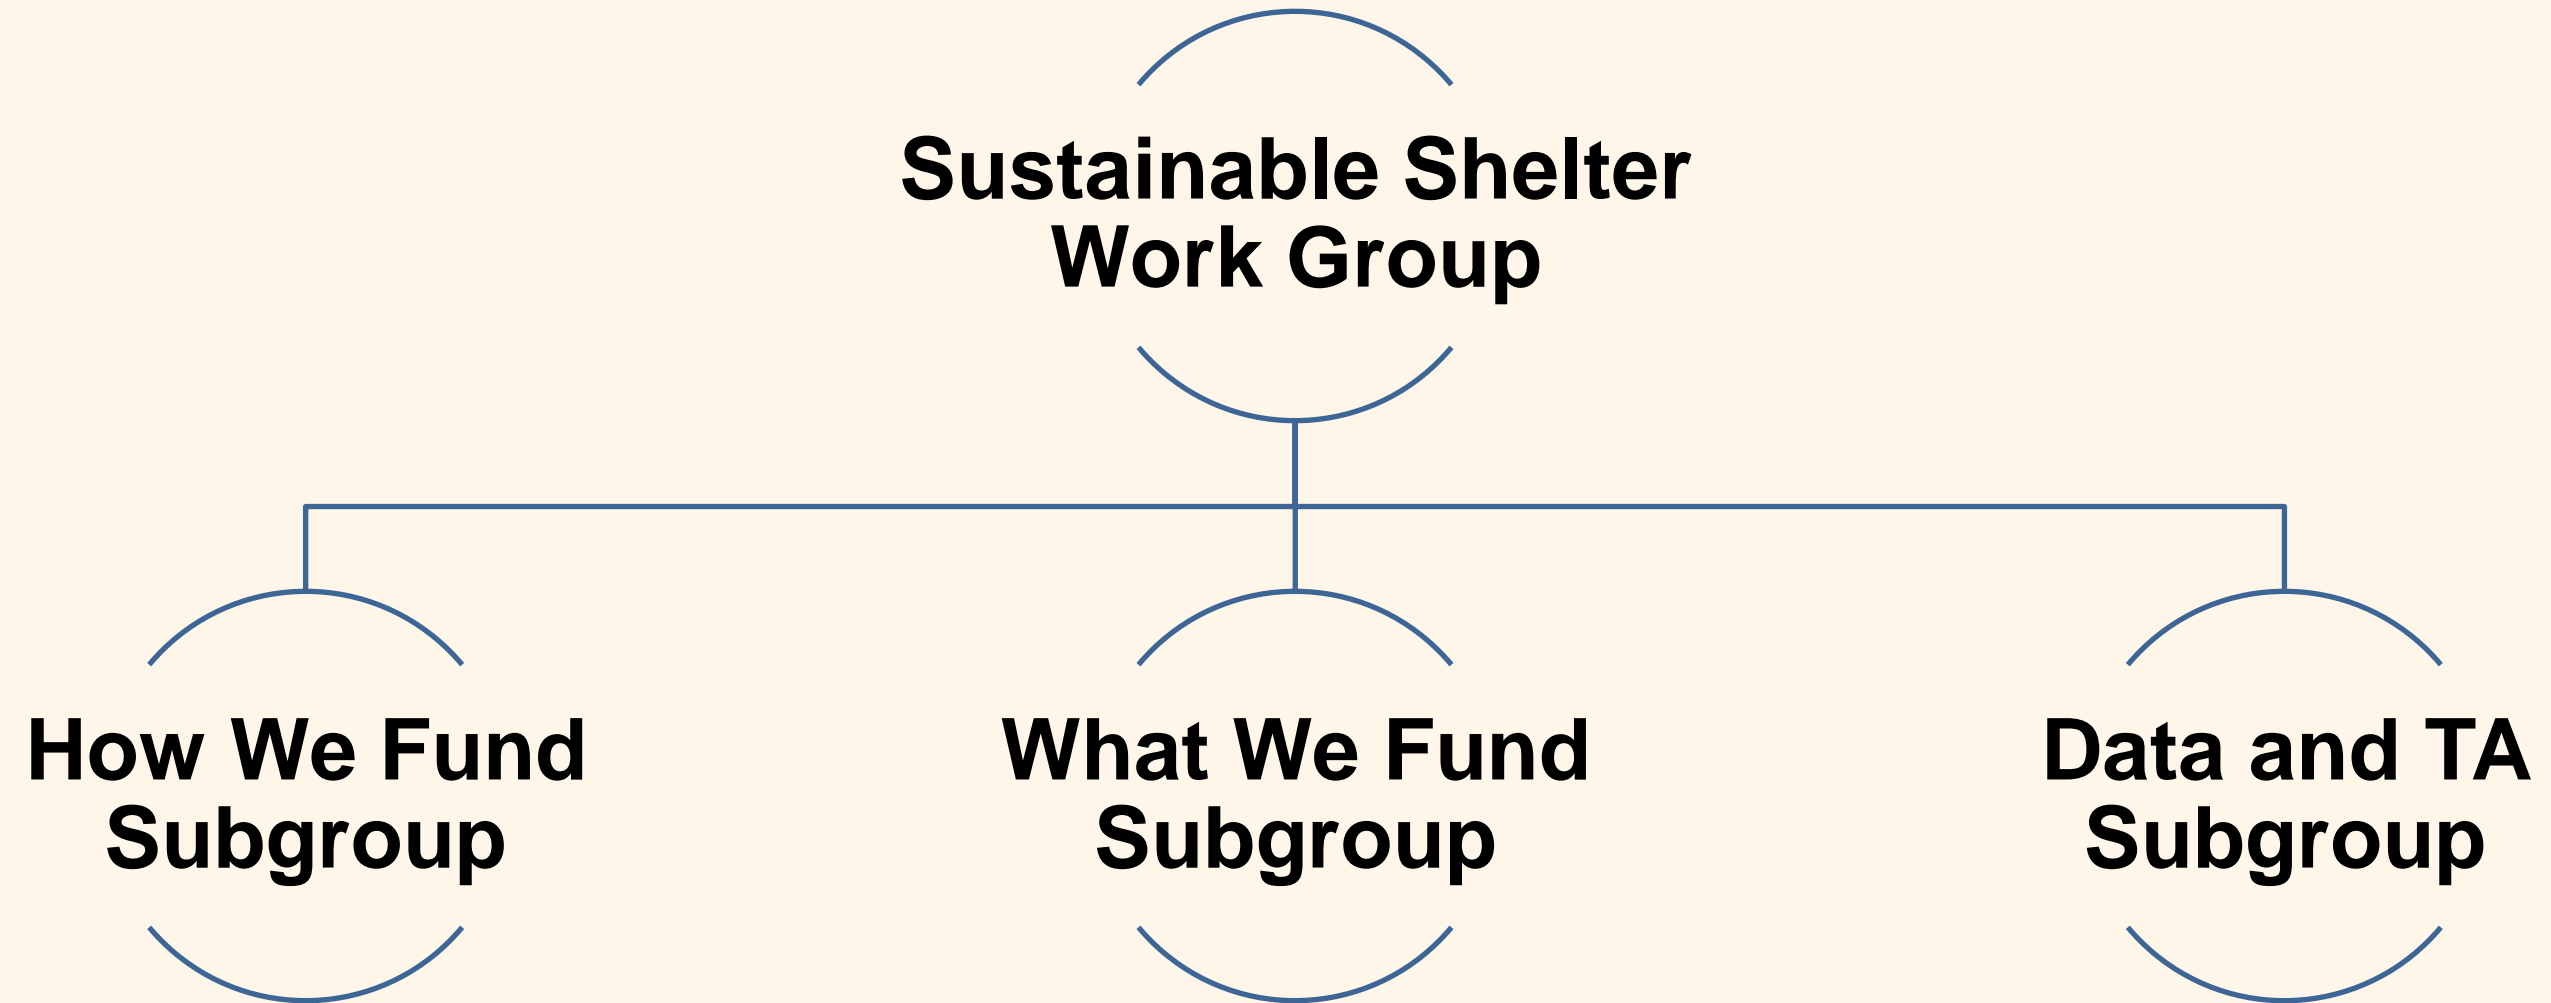 Sustainable Shelter
Work Group
How We Fund
Subgroup
What We Fund
Subgroup
Data and TA
Subgroup